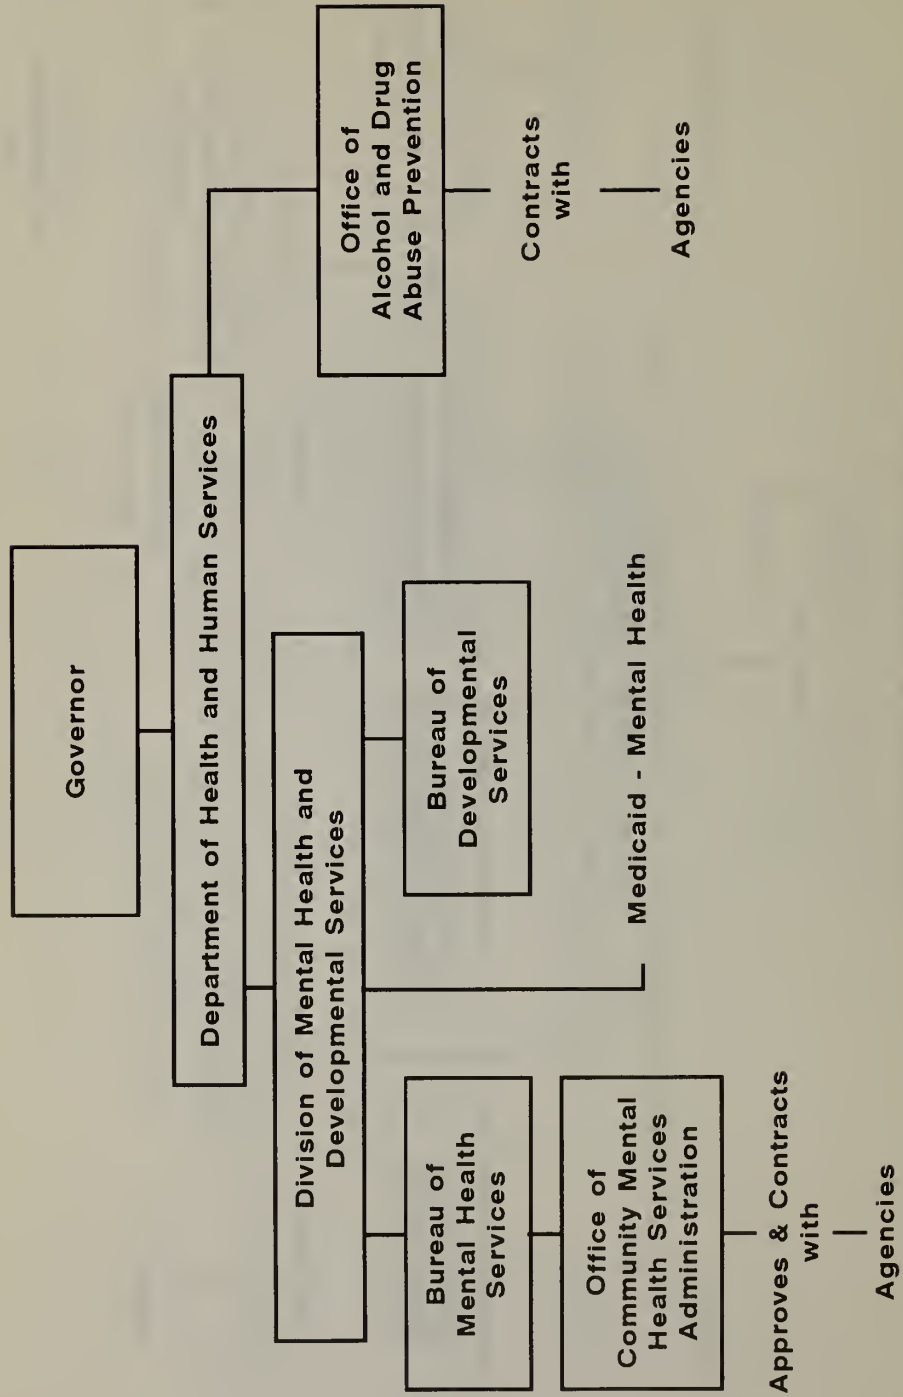 Governor
Department of Health and Human Services
Division of Mental Health and
Developmental Services
Office of
Alcohol and Drug
Abuse Prevention
Bureau of
Mental Health
Services
Bureau of
Developmental
Services
Contracts
with
Office of
Community Mental
Health Services
Administration
Medicaid - Mental Health
Agencies
Approves & Contracts
with
Agencies